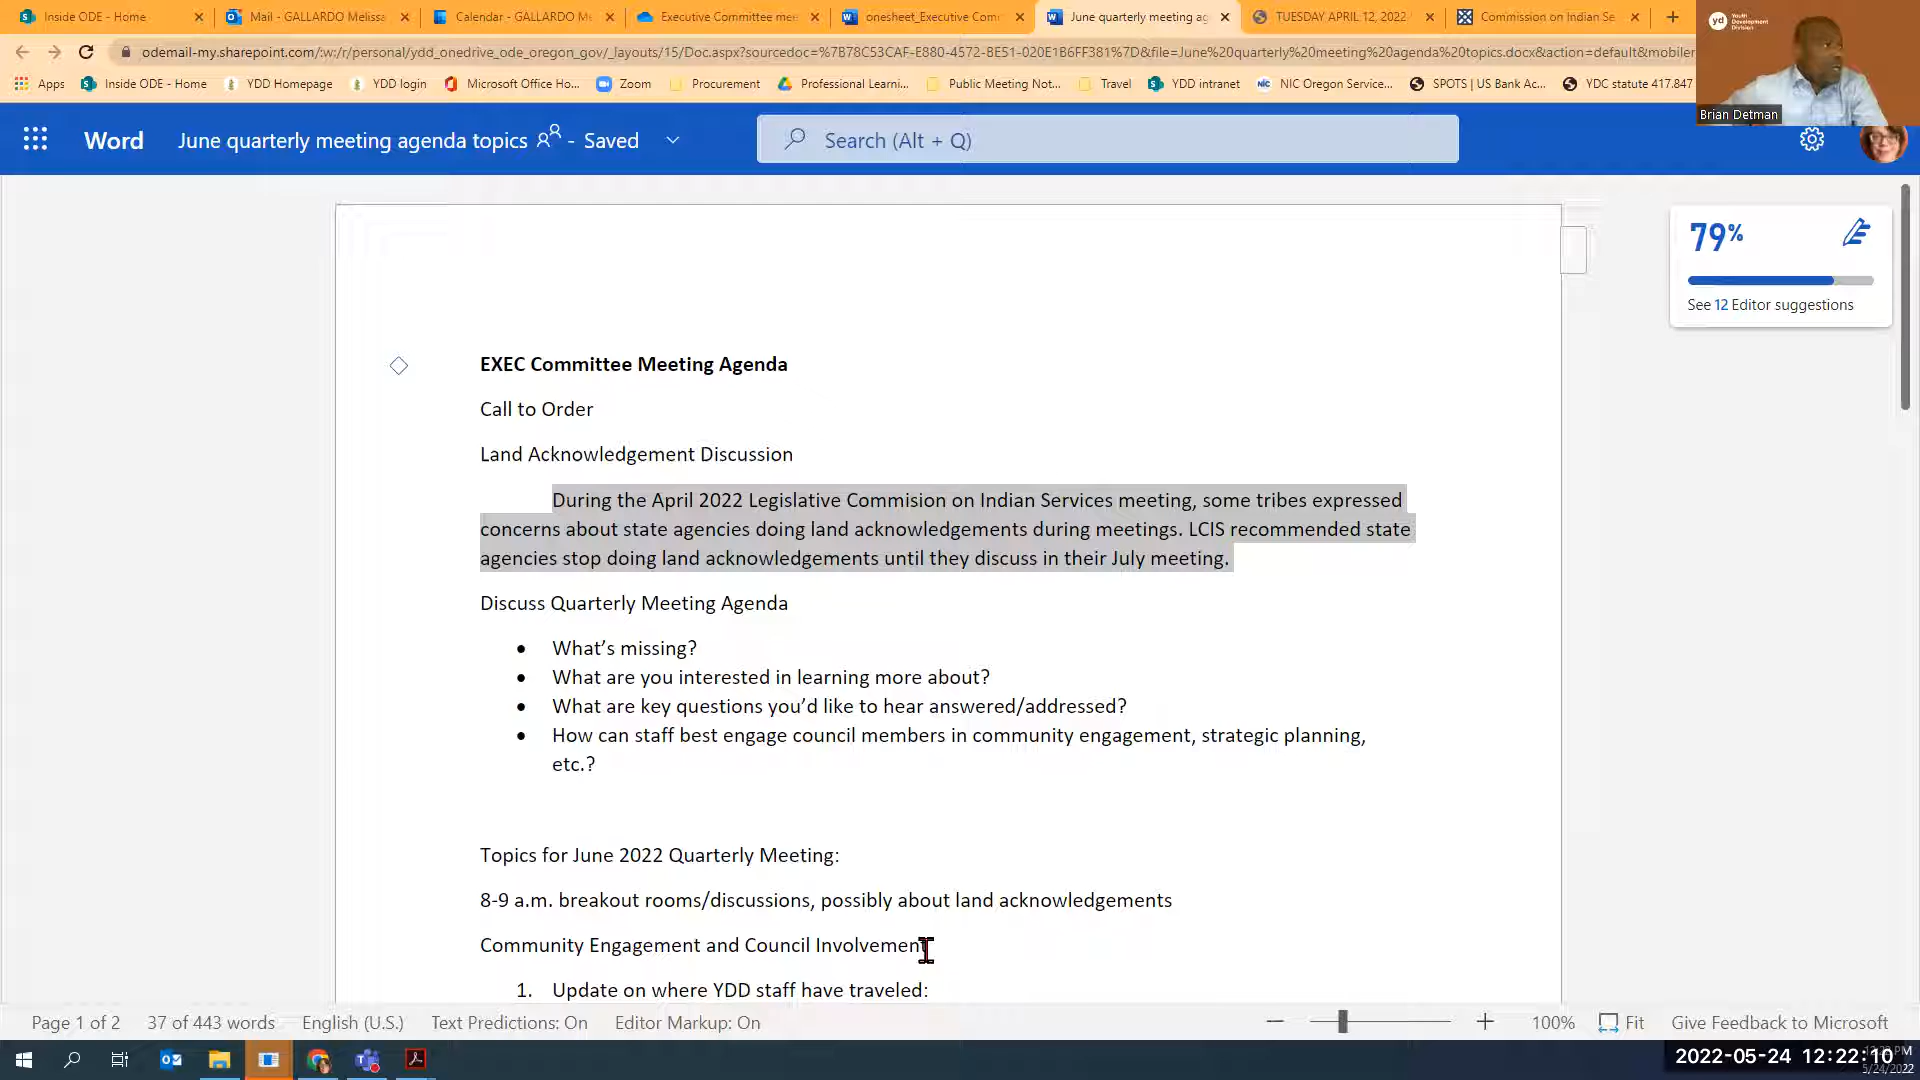 Inside ODE - Home
Mail - GALLARDO Melissa
Calendar - GALLARDO M
Executive Committee mee
onesheet_Executive Com
June quarterly meeting ag
TUESDAY APRIL 12, 2022
Commission on Indian Se
yd Youth Development Division
odemail-my.sharepoint.com/:w:/r/personal/ydd_onedrive_ode_oregon_gov/_layouts/15/Doc.aspx?sourcedoc=%7B78C53CAF-E880-4572-BE51-020E1B6FF381%7D&file=June%20quarterly%20meeting%20agenda%20topics.docx&action=default&mobiler
Apps
Inside ODE - Home
YDD Homepage
YDD login
Microsoft Office Ho...
Zoom
Procurement
Professional Learni...
Public Meeting Not...
Travel
YDD intranet
NIC Oregon Service...
SPOTS | US Bank Ac...
YDC statute 417.847
Brian Detman
Word
June quarterly meeting agenda topics - Saved
Search (Alt + Q)
79%
See 12 Editor suggestions
EXEC Committee Meeting Agenda
Call to Order
Land Acknowledgement Discussion
During the April 2022 Legislative Commision on Indian Services meeting, some tribes expressed
concerns about state agencies doing land acknowledgements during meetings. LCIS recommended state
agencies stop doing land acknowledgements until they discuss in their July meeting.
Discuss Quarterly Meeting Agenda
• What’s missing?
• What are you interested in learning more about?
• What are key questions you’d like to hear answered/addressed?
• How can staff best engage council members in community engagement, strategic planning,
etc.?
Topics for June 2022 Quarterly Meeting:
8-9 a.m. breakout rooms/discussions, possibly about land acknowledgements
Community Engagement and Council Involvement
1. Update on where YDD staff have traveled:
Page 1 of 2
37 of 443 words
English (U.S.)
Text Predictions: On
Editor Markup: On
100%
Fit
Give Feedback to Microsoft
2022-05-24 12:22:10
5/24/2022